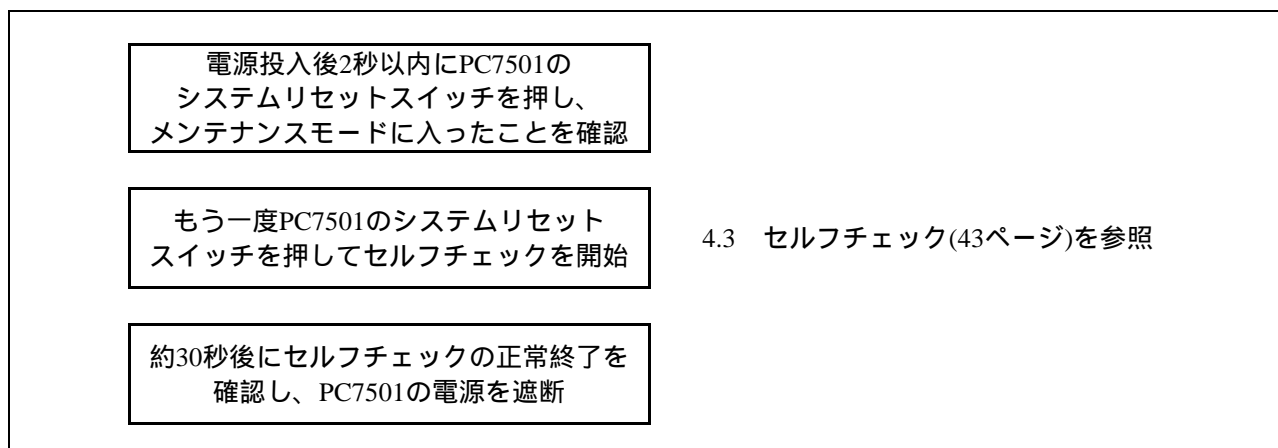 電源投入後2秒以内にPC7501の
システムリセットスイッチを押し、
メンテナンスモードに入ったことを確認
もう一度PC7501のシステムリセット
スイッチを押してセルフチェックを開始
4.3 セルフチェック(43ページ)を参照
約30秒後にセルフチェックの正常終了を
確認し、PC7501の電源を遮断